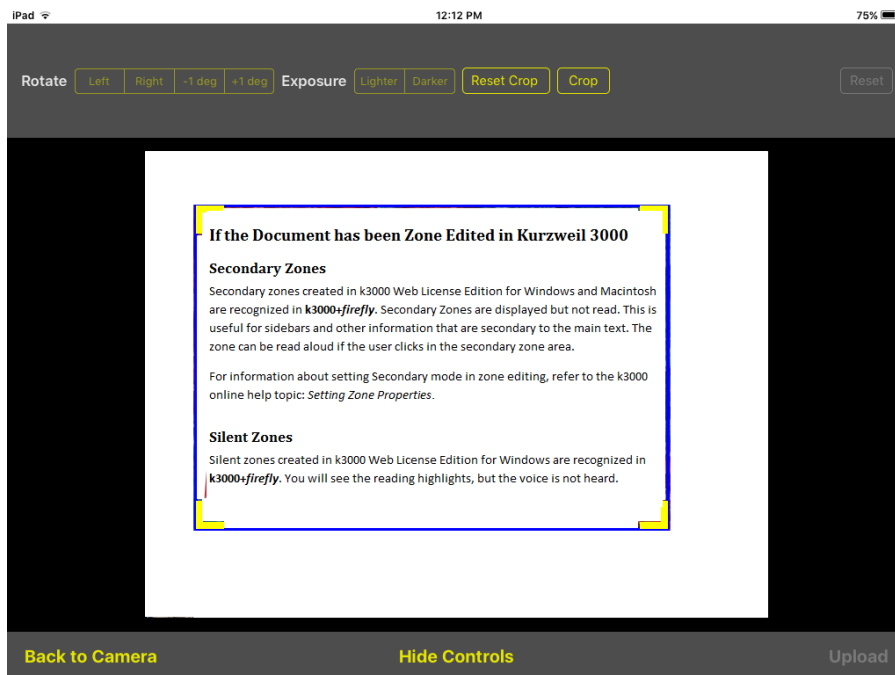 iPad 12:12 PM 75%
Rotate Left Right -1 deg +1 deg Exposure Lighter Darker Reset Crop Crop Reset
If the Document has been Zone Edited in Kurzweil 3000
Secondary Zones
Secondary zones created in k3000 Web License Edition for Windows and Macintosh
are recognized in k3000+firefly. Secondary Zones are displayed but not read. This is
useful for sidebars and other information that are secondary to the main text. The
zone can be read aloud if the user clicks in the secondary zone area.
For information about setting Secondary mode in zone editing, refer to the k3000
online help topic: Setting Zone Properties.
Silent Zones
Silent zones created in k3000 Web License Edition for Windows are recognized in
k3000+firefly. You will see the reading highlights, but the voice is not heard.
Back to Camera Hide Controls Upload